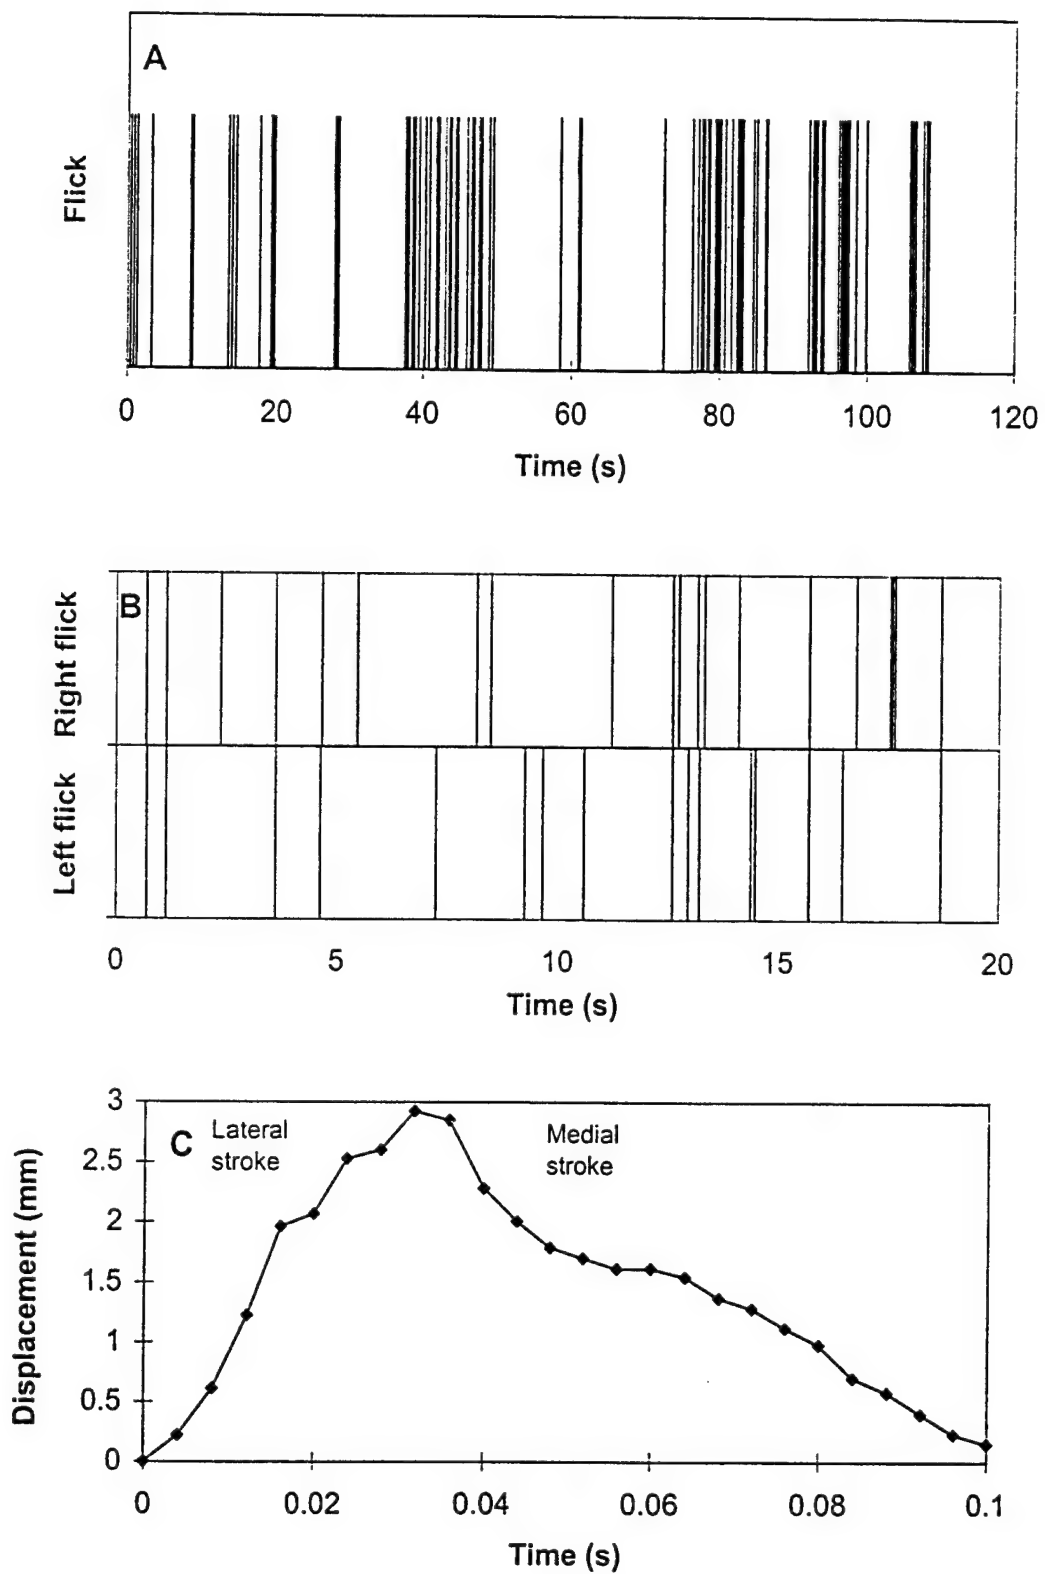 A
Flick
0 20 40 60 80 100 120
Time (s)
B
Right flick
Left flick
0 5 10 15 20
Time (s)
3
C Lateral Medial
stroke stroke
2.5
2
1.5
1
0.5
0
Displacement (mm)
0 0.02 0.04 0.06 0.08 0.1
Time (s)